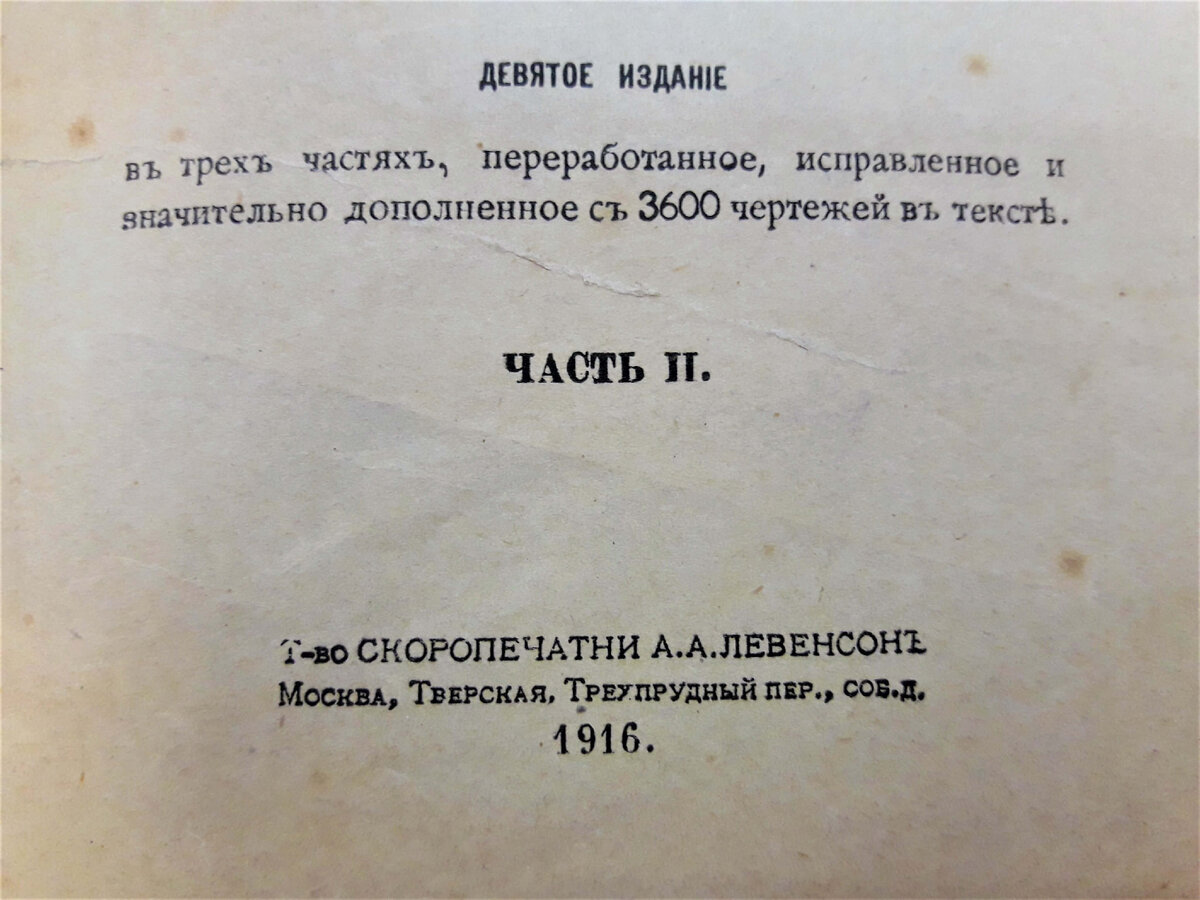 ДЕВЯТОЕ ИЗДАНІЕ
въ трехъ частяхъ, переработанное, исправленное и
значительно дополненное съ 3600 чертежей въ текстѣ.
ЧАСТЬ II.
Т-во СКОРОПЕЧАТНИ А.А.ЛЕВЕНСОНЪ
Москва, Тверская, Трехпрудный пер., соб.д.
1916.